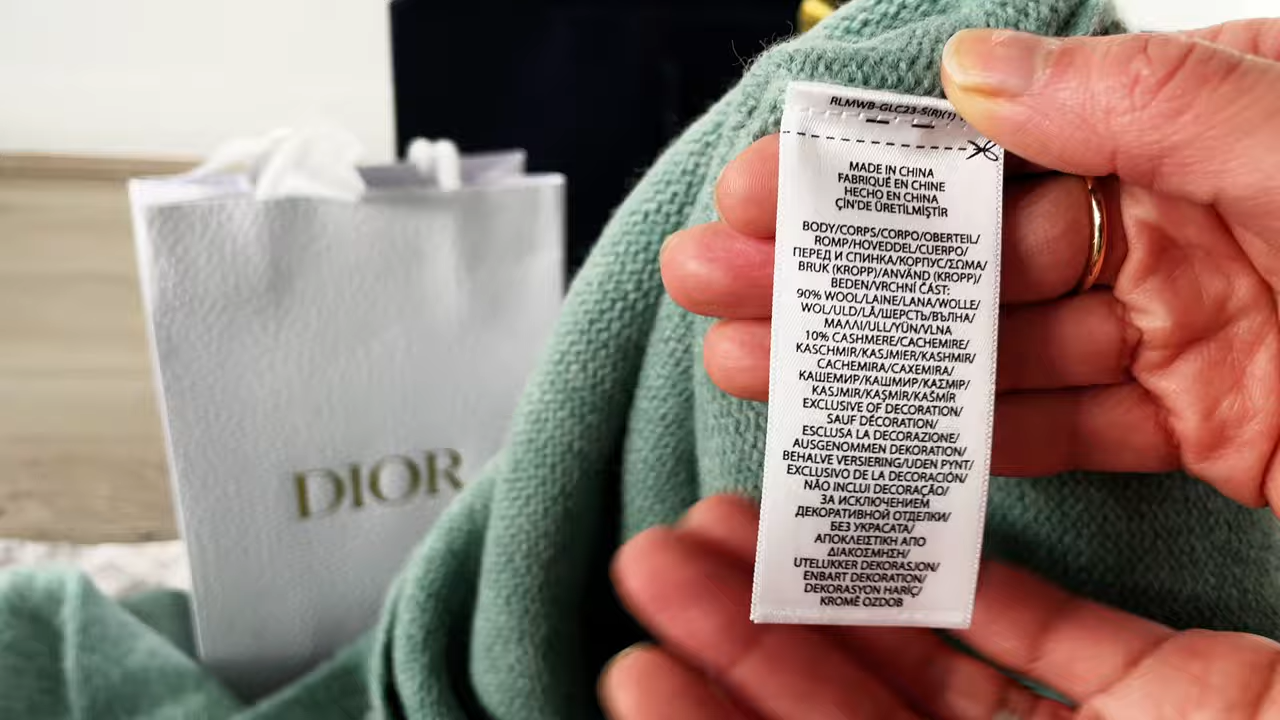 DIOR
RLMWB-GLC23-S(R)(1)
MADE IN CHINA
FABRIQUÉ EN CHINE
HECHO EN CHINA
ÇİN'DE ÜRETİLMİŞTİR
BODY/CORPS/CORPO/OBERTEIL/
ROMP/HOVEDDEL/CUERPO/
ПЕРЕД И СПИНКА/КОРПУС/ΣΩΜΑ/
BRUK (KROPP)/ANVÄND (KROPP)/
BEDEN/VRCHNÍ ČÁST:
90% WOOL/LAINE/LANA/WOLLE/
WOL/ULD/LÃ/ШЕРСТЬ/ВЪЛНА/
ΜΑΛΛΙ/ULL/YÜN/VLNA
10% CASHMERE/CACHEMIRE/
KASCHMIR/KASJMIER/KASHMIR/
CACHEMIRA/CAXEMIRA/
КАШЕМИР/КАШМИР/ΚΑΣΜΙΡ/
KASJMIR/KAŞMİR/KAŠMÍR
EXCLUSIVE OF DECORATION/
SAUF DÉCORATION/
ESCLUSA LA DECORAZIONE/
AUSGENOMMEN DEKORATION/
BEHALVE VERSIERING/UDEN PYNT/
EXCLUSIVO DE LA DECORACIÓN/
NÃO INCLUI DECORAÇÃO/
ЗА ИСКЛЮЧЕНИЕМ
ДЕКОРАТИВНОЙ ОТДЕЛКИ/
БЕЗ УКРАСАТА/
ΑΠΟΚΛΕΙΣΤΙΚΗ ΑΠΟ
ΔΙΑΚΟΣΜΗΣΗ/
UTELUKKER DEKORASJON/
ENBART DEKORATION/
DEKORASYON HARİÇ/
KROMĚ OZDOB